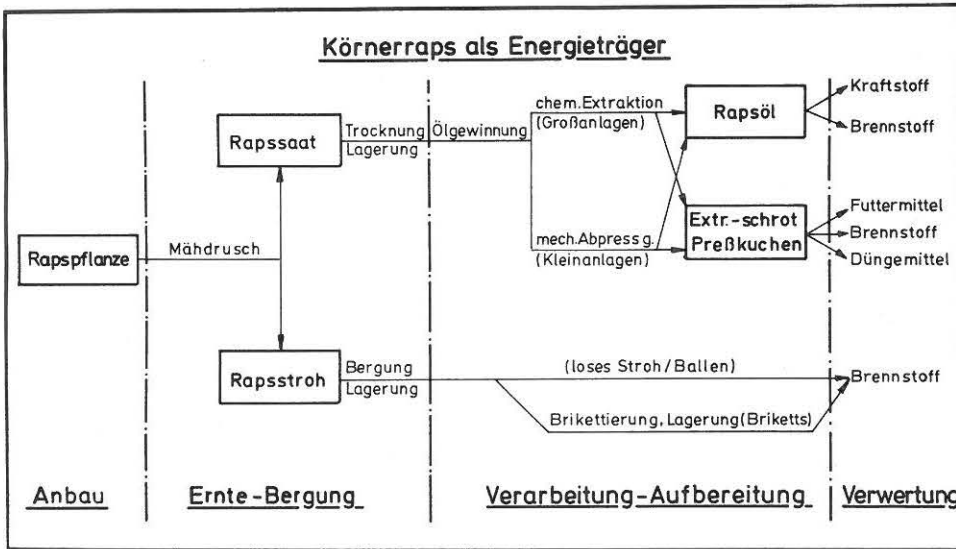 Körnerraps als Energieträger
Kraftstoff
chem. Extraktion
(Großanlagen)
Rapsöl
Brennstoff
Rapssaat
Trocknung
Lagerung
Ölgewinnung
Futtermittel
Extr.-schrot
Preßkuchen
Brennstoff
Düngemittel
mech. Abpressg.
(Kleinanlagen)
Rapspflanze
Mähdrusch
Rapsstroh
Bergung
Lagerung
(loses Stroh/Ballen)
Brennstoff
Brikettierung, Lagerung (Briketts)
Anbau
Ernte-Bergung
Verarbeitung-Aufbereitung
Verwertung